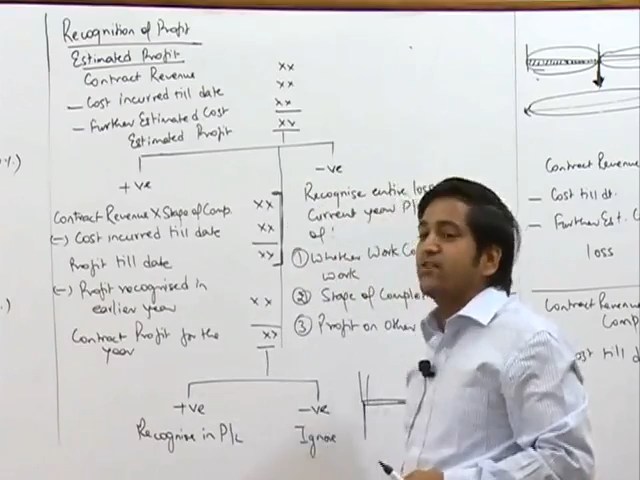 Recognition of Profit
Estimated Profit
Contract Revenue xx
- Cost incurred till date xx
- Further Estimated Cost xx
Estimated Profit xx
+ve
Contract Revenue X Stage of Comp. xx
(-) Cost incurred till date xx
Profit till date xx
(-) Profit recognised in
earlier year xx
Contract Profit for the
year xx
+ve -ve
Recognise in P/L Ignore
-ve
Recognise entire loss
Current year P/
of:
① Whether Work
work
② Stage of Complet
③ Profit on Other
%)
.)
Contract Revenue
- Cost till dt.
- Further Est. C
loss
Contract Revenue
Comp
ost till d